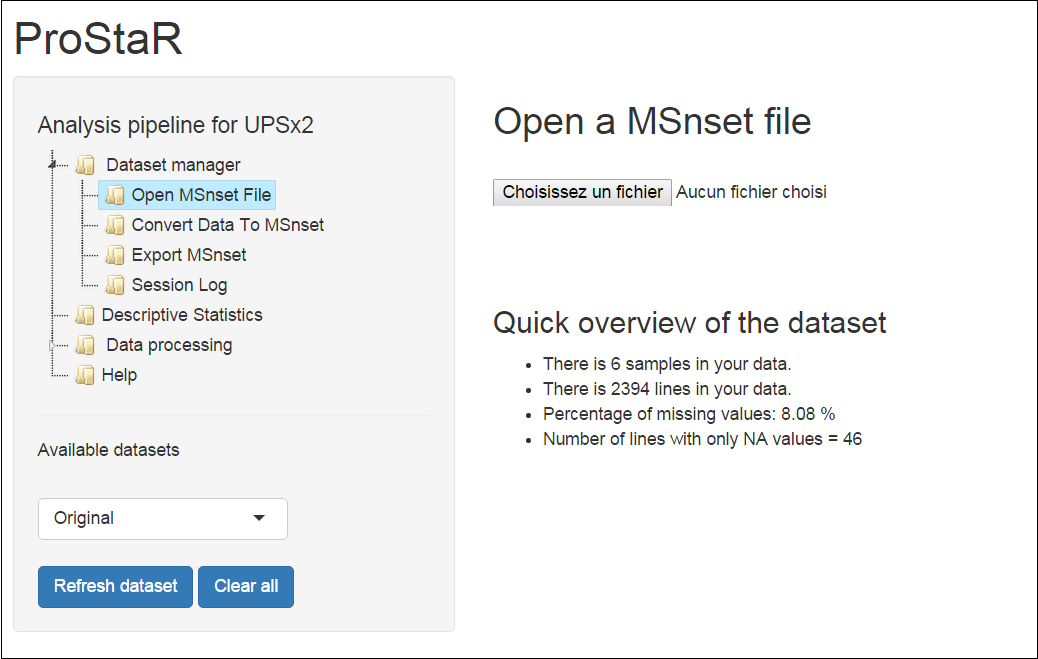 ProStaR
Analysis pipeline for UPSx2
Dataset manager
Open MSnset File
Convert Data To MSnset
Export MSnset
Session Log
Descriptive Statistics
Data processing
Help
Available datasets
Original
Refresh dataset
Clear all
Open a MSnset file
Choisissez un fichier Aucun fichier choisi
Quick overview of the dataset
There is 6 samples in your data.
There is 2394 lines in your data.
Percentage of missing values: 8.08 %
Number of lines with only NA values = 46